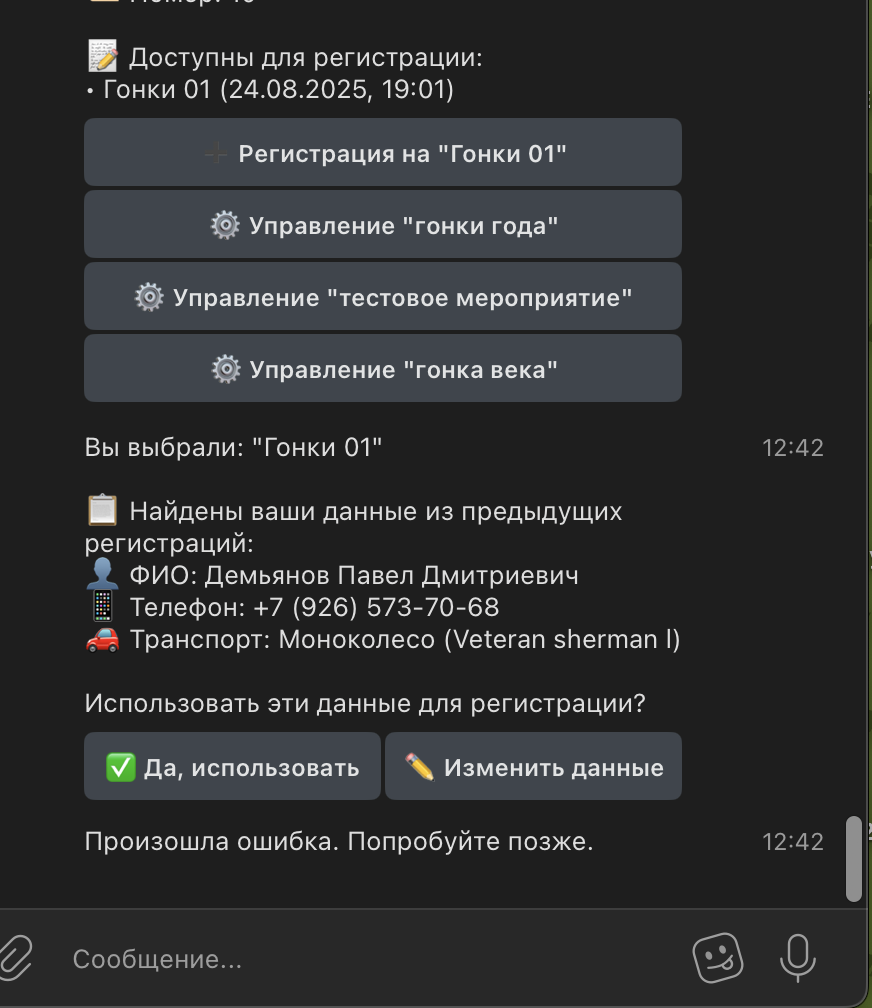 Доступны для регистрации:
• Гонки 01 (24.08.2025, 19:01)
Регистрация на "Гонки 01"
Управление "гонки года"
Управление "тестовое мероприятие"
Управление "гонка века"
Вы выбрали: "Гонки 01" 12:42
Найдены ваши данные из предыдущих
регистраций:
ФИО: Демьянов Павел Дмитриевич
Телефон: +7 (926) 573-70-68
Транспорт: Моноколесо (Veteran sherman l)
Использовать эти данные для регистрации?
Да, использовать Изменить данные
Произошла ошибка. Попробуйте позже. 12:42
Сообщение...